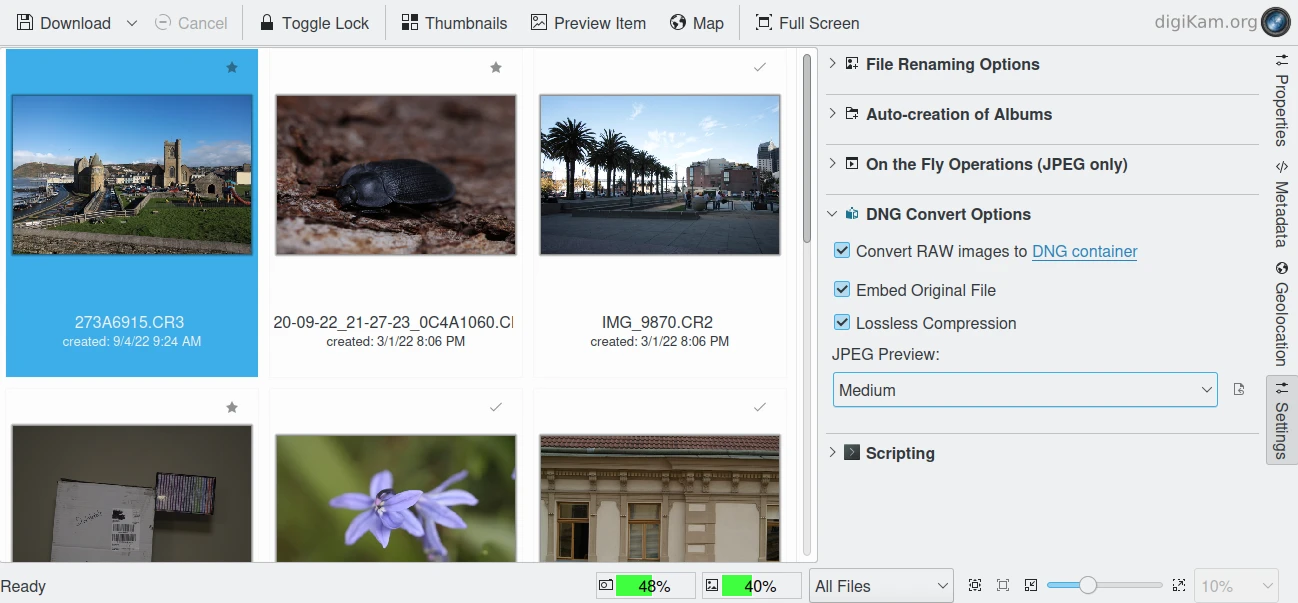 Download Cancel Toggle Lock Thumbnails Preview Item Map Full Screen digiKam.org
File Renaming Options
Auto-creation of Albums
On the Fly Operations (JPEG only)
DNG Convert Options
Convert RAW images to DNG container
Embed Original File
Lossless Compression
JPEG Preview:
Medium
Scripting
273A6915.CR3
created: 9/4/22 9:24 AM
20-09-22_21-27-23_0C4A1060.CI
created: 3/1/22 8:06 PM
IMG_9870.CR2
created: 3/1/22 8:06 PM
Properties
Metadata
Geolocation
Settings
Ready 48% 40% All Files 10%